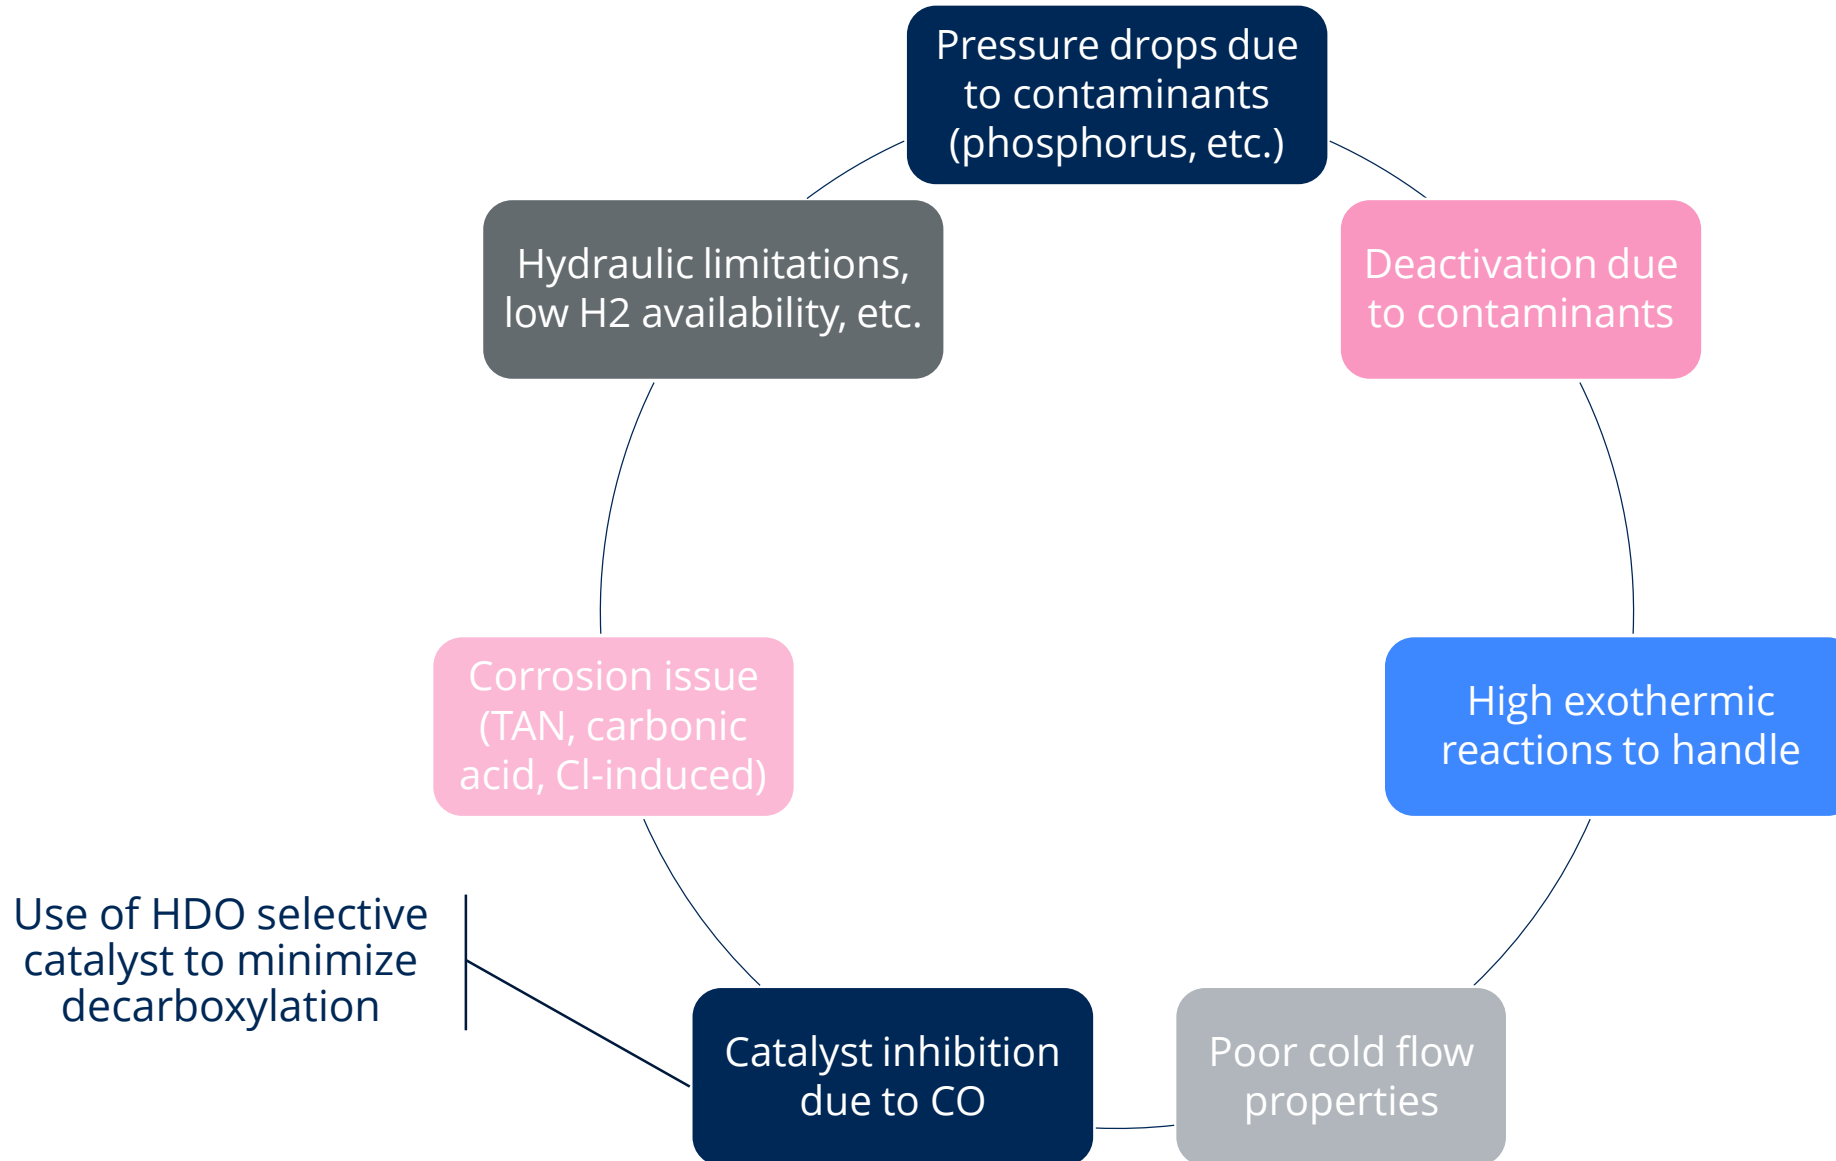 Pressure drops due
to contaminants
(phosphorus, etc.)
Hydraulic limitations,
low H2 availability, etc.
Deactivation due
to contaminants
Corrosion issue
(TAN, carbonic
acid, Cl-induced)
High exothermic
reactions to handle
Use of HDO selective
catalyst to minimize
decarboxylation
Catalyst inhibition
due to CO
Poor cold flow
properties